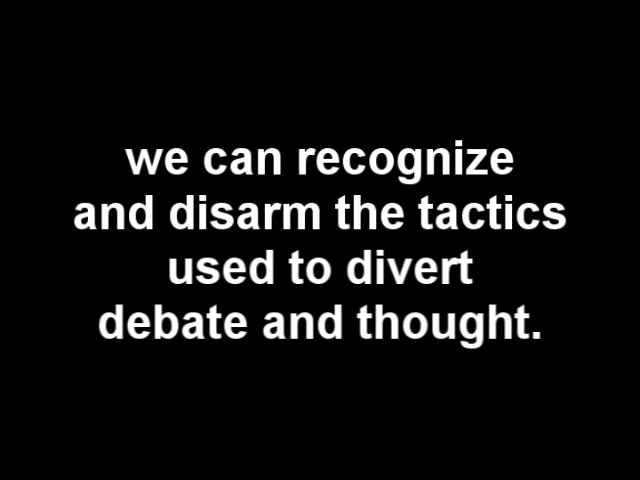 we can recognize
and disarm the tactics
used to divert
debate and thought.